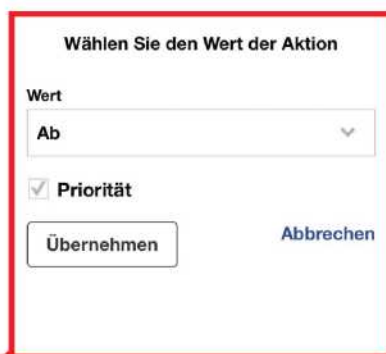 Wählen Sie den Wert der Aktion
Wert
Ab
Priorität
Übernehmen
Abbrechen